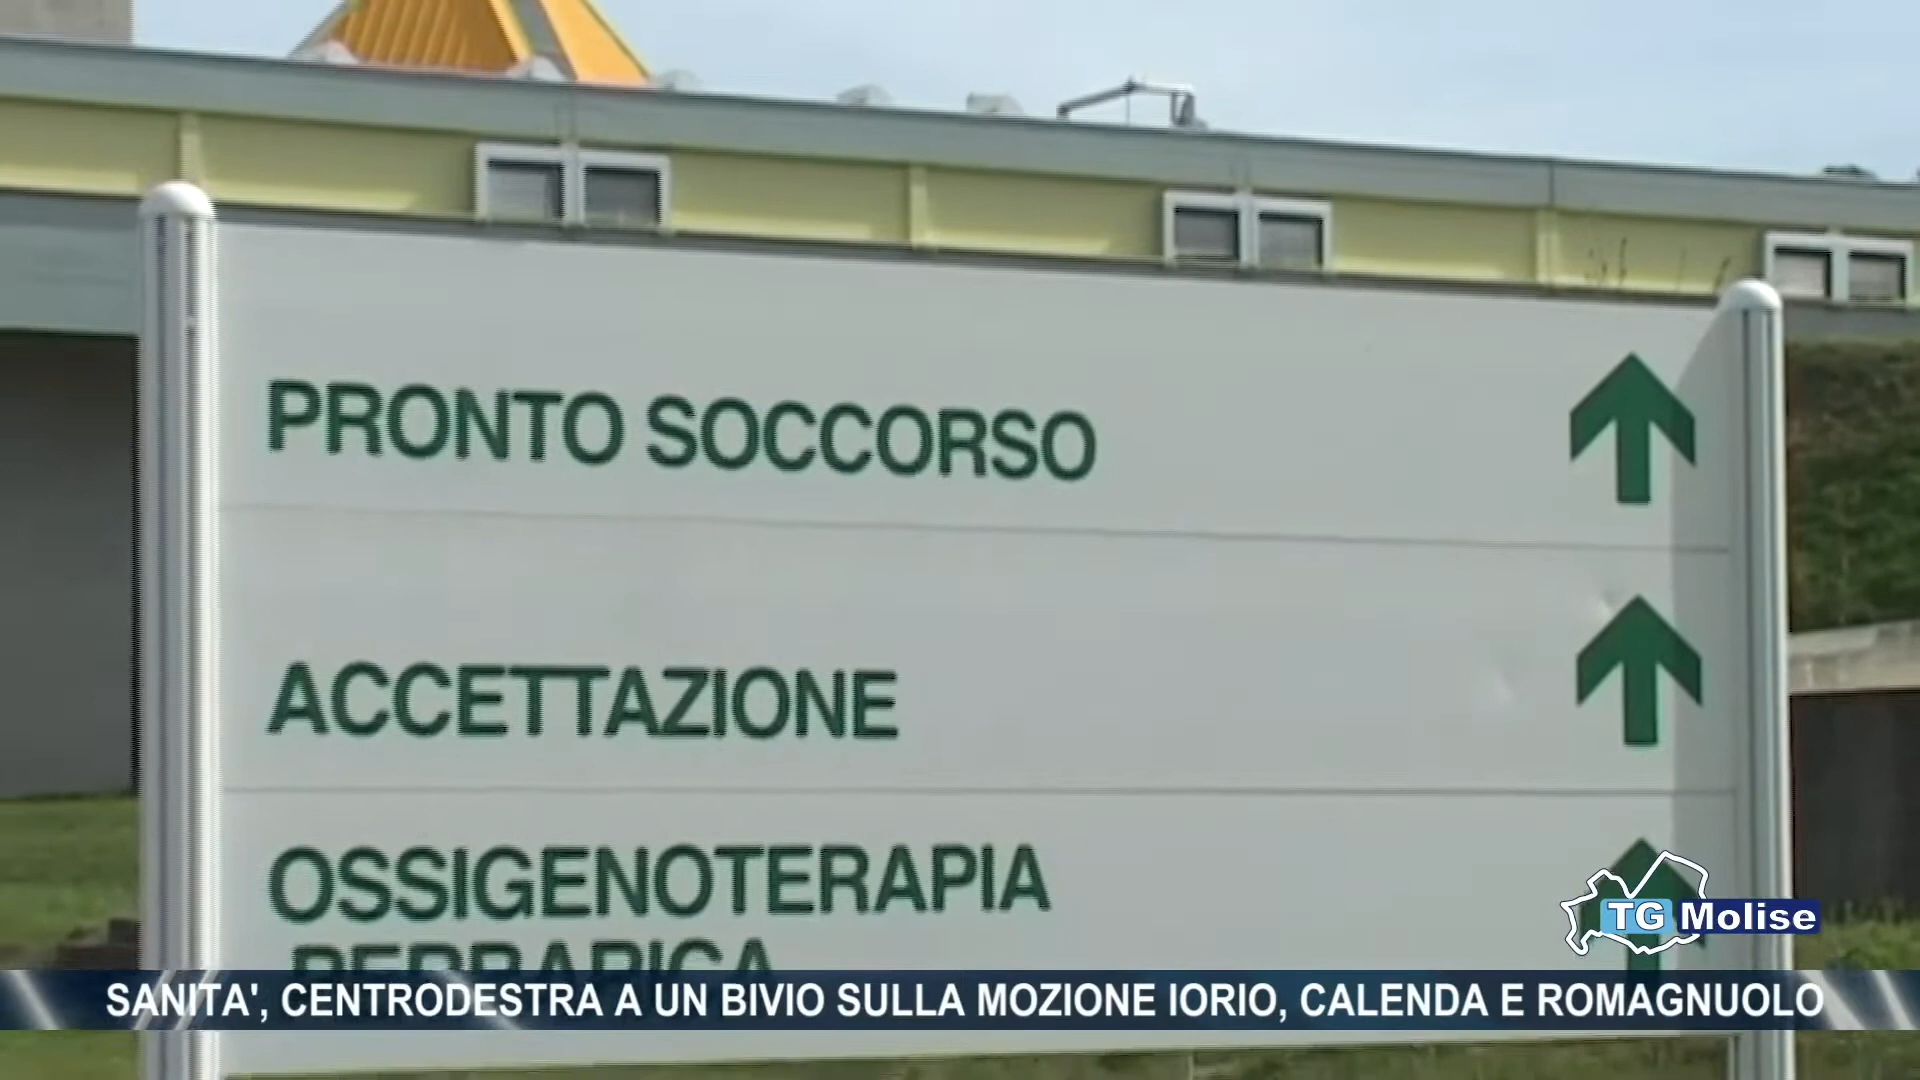 PRONTO SOCCORSO
ACCETTAZIONE
OSSIGENOTERAPIA
TG Molise
SANITA', CENTRODESTRA A UN BIVIO SULLA MOZIONE IORIO, CALENDA E ROMAGNUOLO